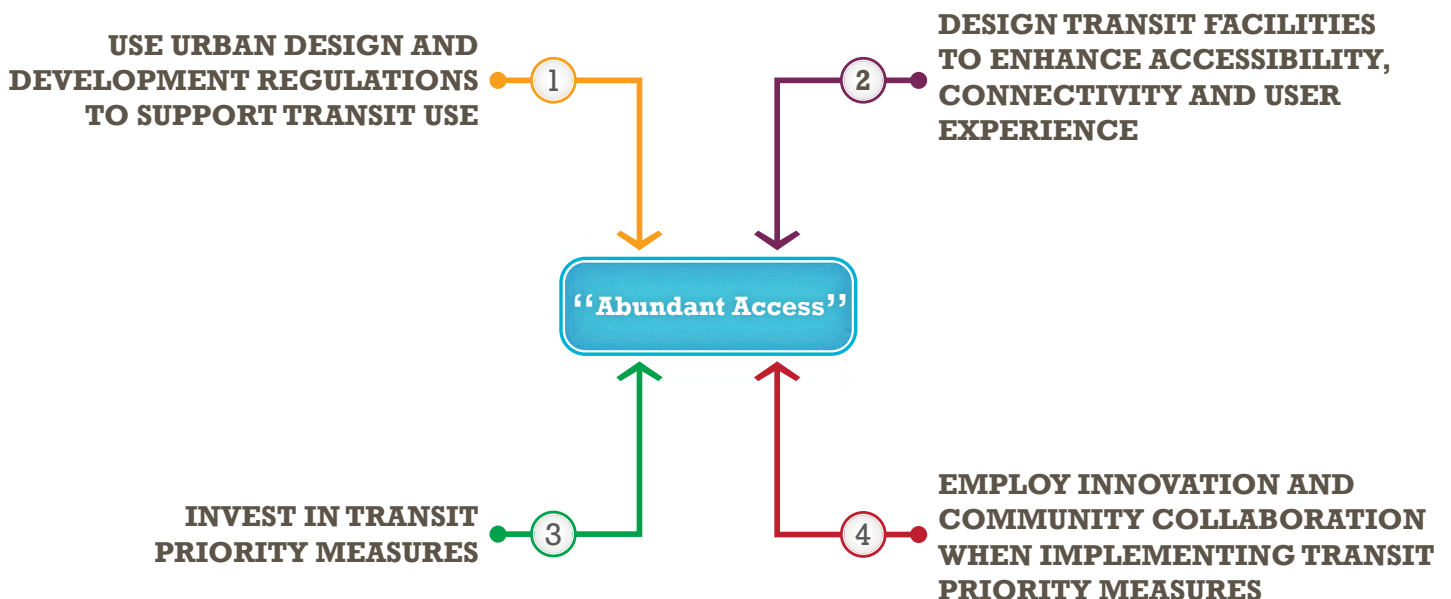 USE URBAN DESIGN AND
DEVELOPMENT REGULATIONS
TO SUPPORT TRANSIT USE
1
2
DESIGN TRANSIT FACILITIES
TO ENHANCE ACCESSIBILITY,
CONNECTIVITY AND USER
EXPERIENCE
“Abundant Access”
INVEST IN TRANSIT
PRIORITY MEASURES
3
4
EMPLOY INNOVATION AND
COMMUNITY COLLABORATION
WHEN IMPLEMENTING TRANSIT
PRIORITY MEASURES